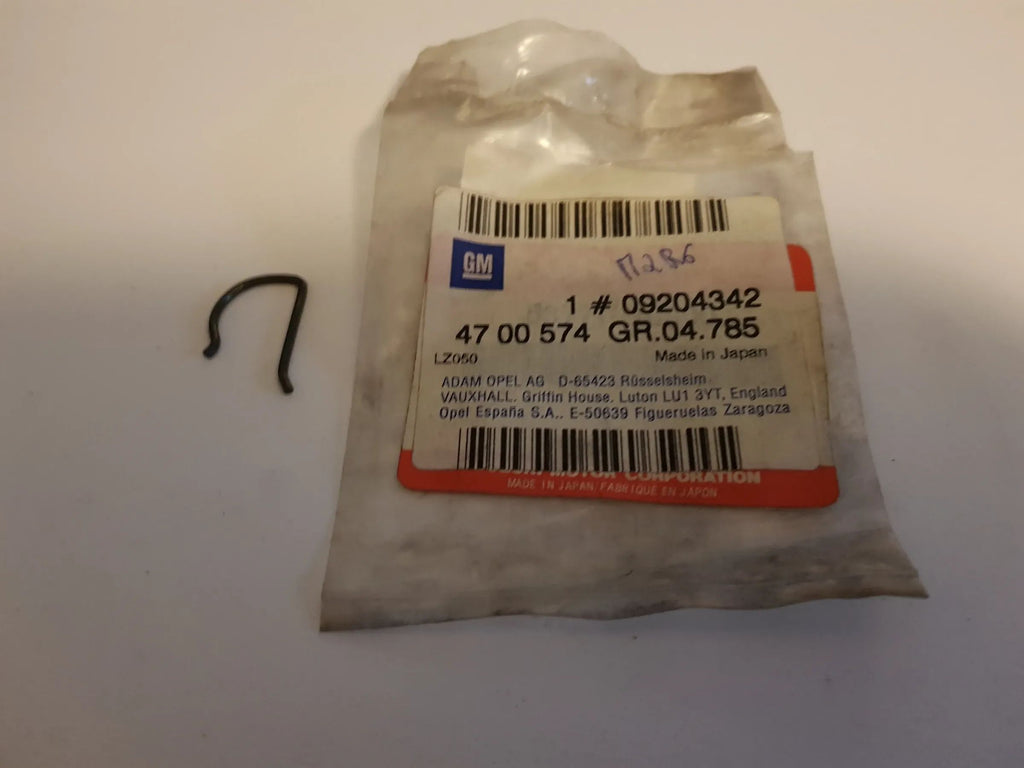 GM
M286
1 # 09204342
47 00 574 GR.04.785
LZ050
Made in Japan
ADAM OPEL AG D-65423 Rüsselsheim
VAUXHALL. Griffin House. Luton LU1 3YT, England
Opel España S.A.. E-50639 Figueruelas Zaragoza
MOTOR CORPORATION
MADE IN JAPAN/FABRIQUE EN JAPON